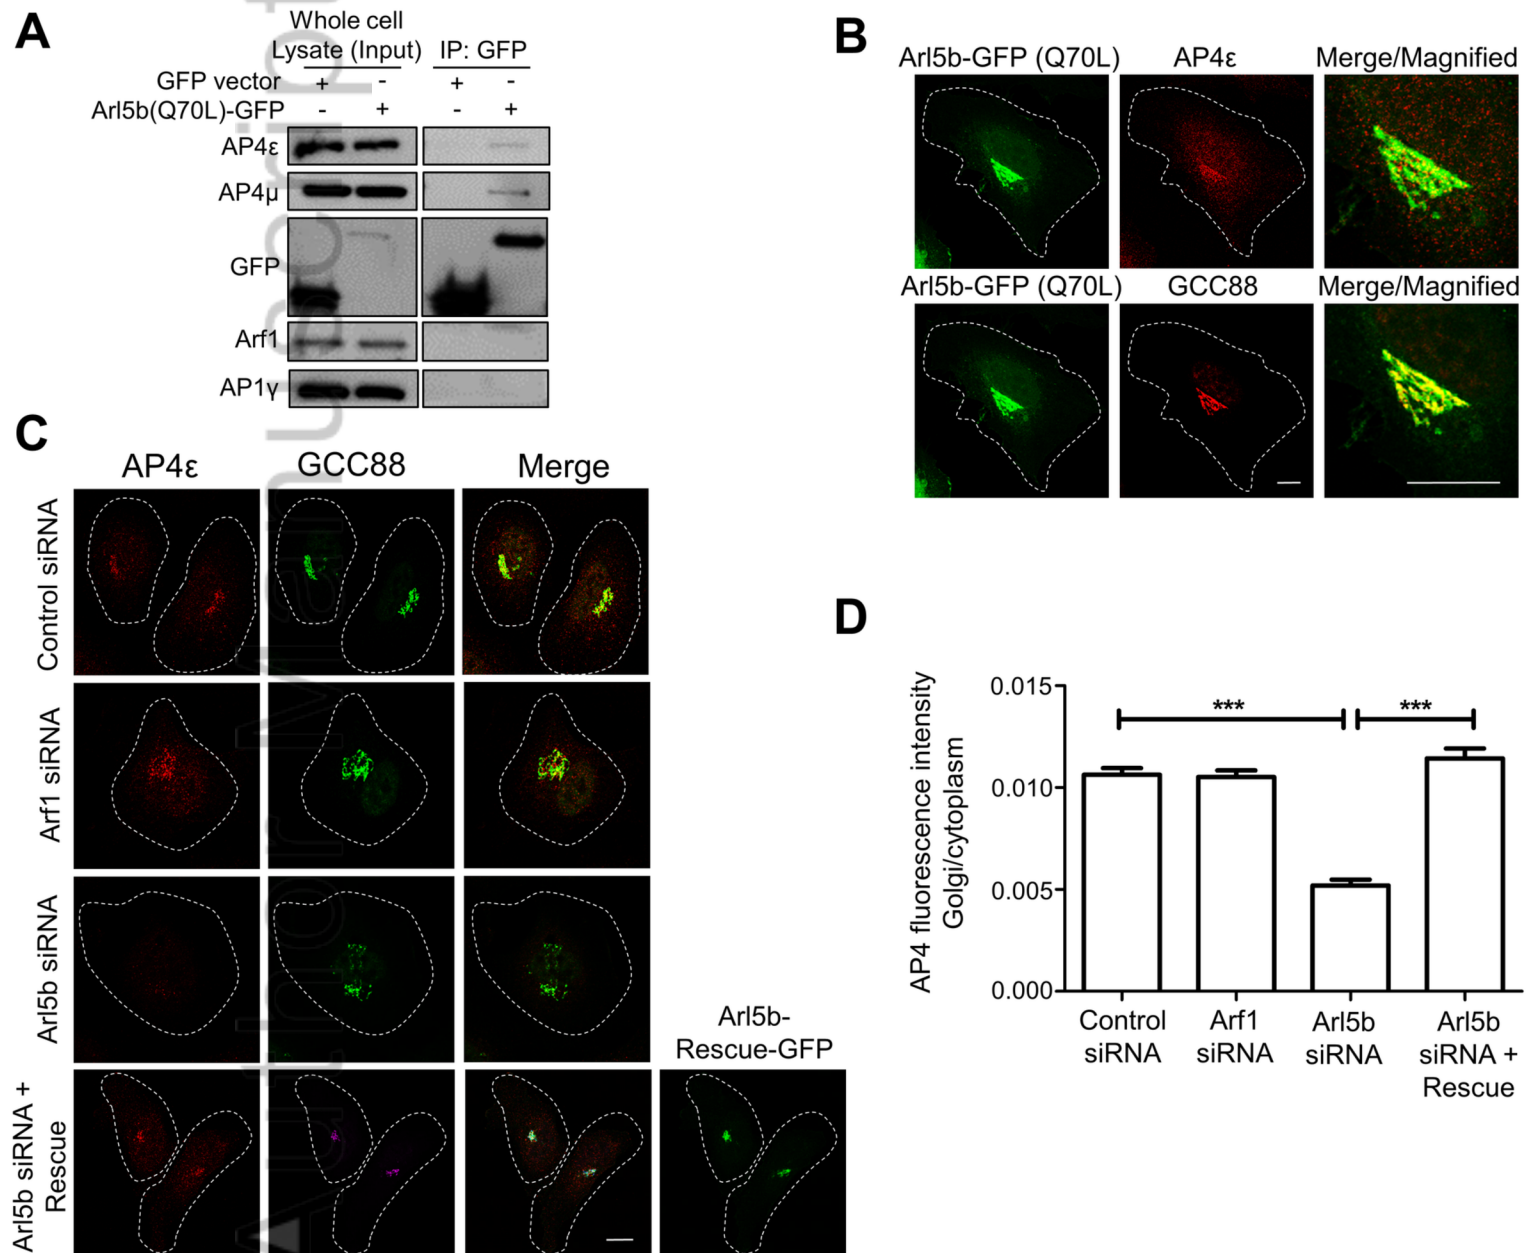 A
Whole cell
Lysate (Input)
IP: GFP
GFP vector + - + -
Arl5b(Q70L)-GFP - + - +
AP4ε
AP4μ
GFP
Arf1
AP1γ
B
Arl5b-GFP (Q70L) AP4ε Merge/Magnified
Arl5b-GFP (Q70L) GCC88 Merge/Magnified
C
AP4ε GCC88 Merge
Control siRNA
Arf1 siRNA
Arl5b siRNA
Arl5b siRNA +
Rescue
Arl5b-
Rescue-GFP
D
AP4 fluorescence intensity
Golgi/cytoplasm
0.015
0.010
0.005
0.000
*** ***
Control
siRNA
Arf1
siRNA
Arl5b
siRNA
Arl5b
siRNA +
Rescue
Author Manuscript